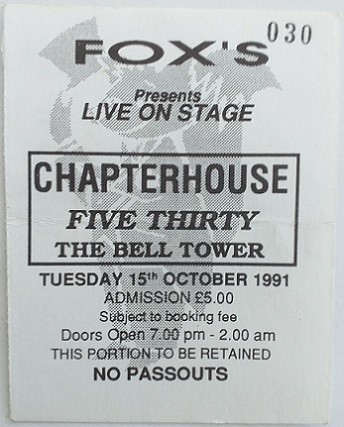 FOX'S 030
Presents
LIVE ON STAGE
CHAPTERHOUSE
FIVE THIRTY
THE BELL TOWER
TUESDAY 15th OCTOBER 1991
ADMISSION £5.00
Subject to booking fee
Doors Open 7.00 pm - 2.00 am
THIS PORTION TO BE RETAINED
NO PASSOUTS